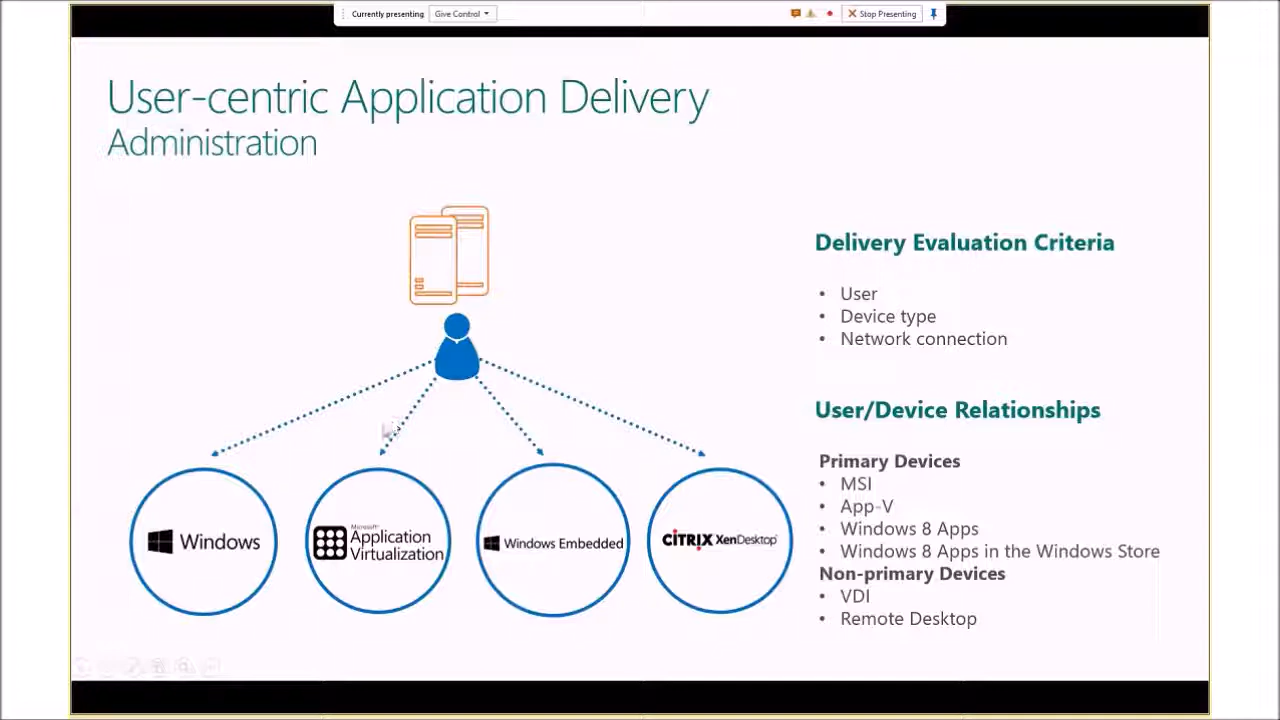 Currently presenting
Give Control
Stop Presenting
User-centric Application Delivery
Administration
Delivery Evaluation Criteria
• User
• Device type
• Network connection
User/Device Relationships
Primary Devices
• MSI
• App-V
• Windows 8 Apps
• Windows 8 Apps in the Windows Store
Non-primary Devices
• VDI
• Remote Desktop
Windows
Microsoft
Application
Virtualization
Windows Embedded
CITRIX XenDesktop